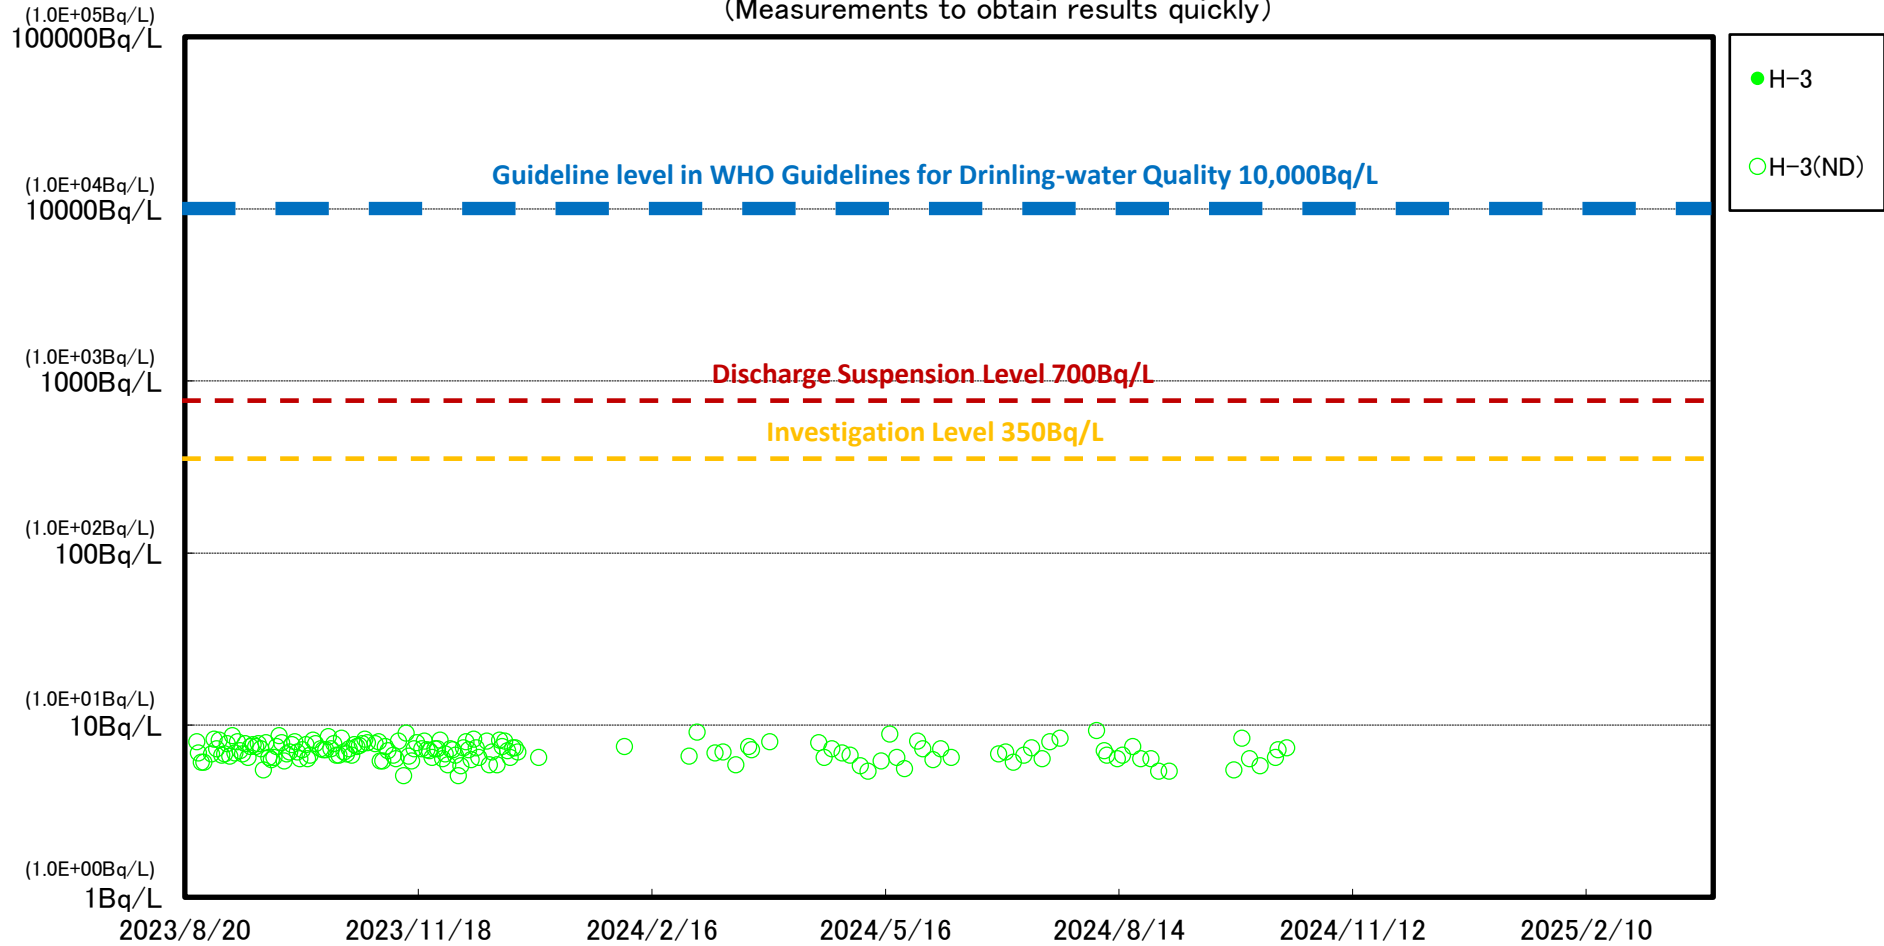 (Measurements to obtain results quickly)
(1.0E+05Bq/L)
100000Bq/L
H-3
H-3(ND)
Guideline level in WHO Guidelines for Drinling-water Quality 10,000Bq/L
(1.0E+04Bq/L)
10000Bq/L
(1.0E+03Bq/L)
1000Bq/L
Discharge Suspension Level 700Bq/L
Investigation Level 350Bq/L
(1.0E+02Bq/L)
100Bq/L
(1.0E+01Bq/L)
10Bq/L
(1.0E+00Bq/L)
1Bq/L
2023/8/20 2023/11/18 2024/2/16 2024/5/16 2024/8/14 2024/11/12 2025/2/10